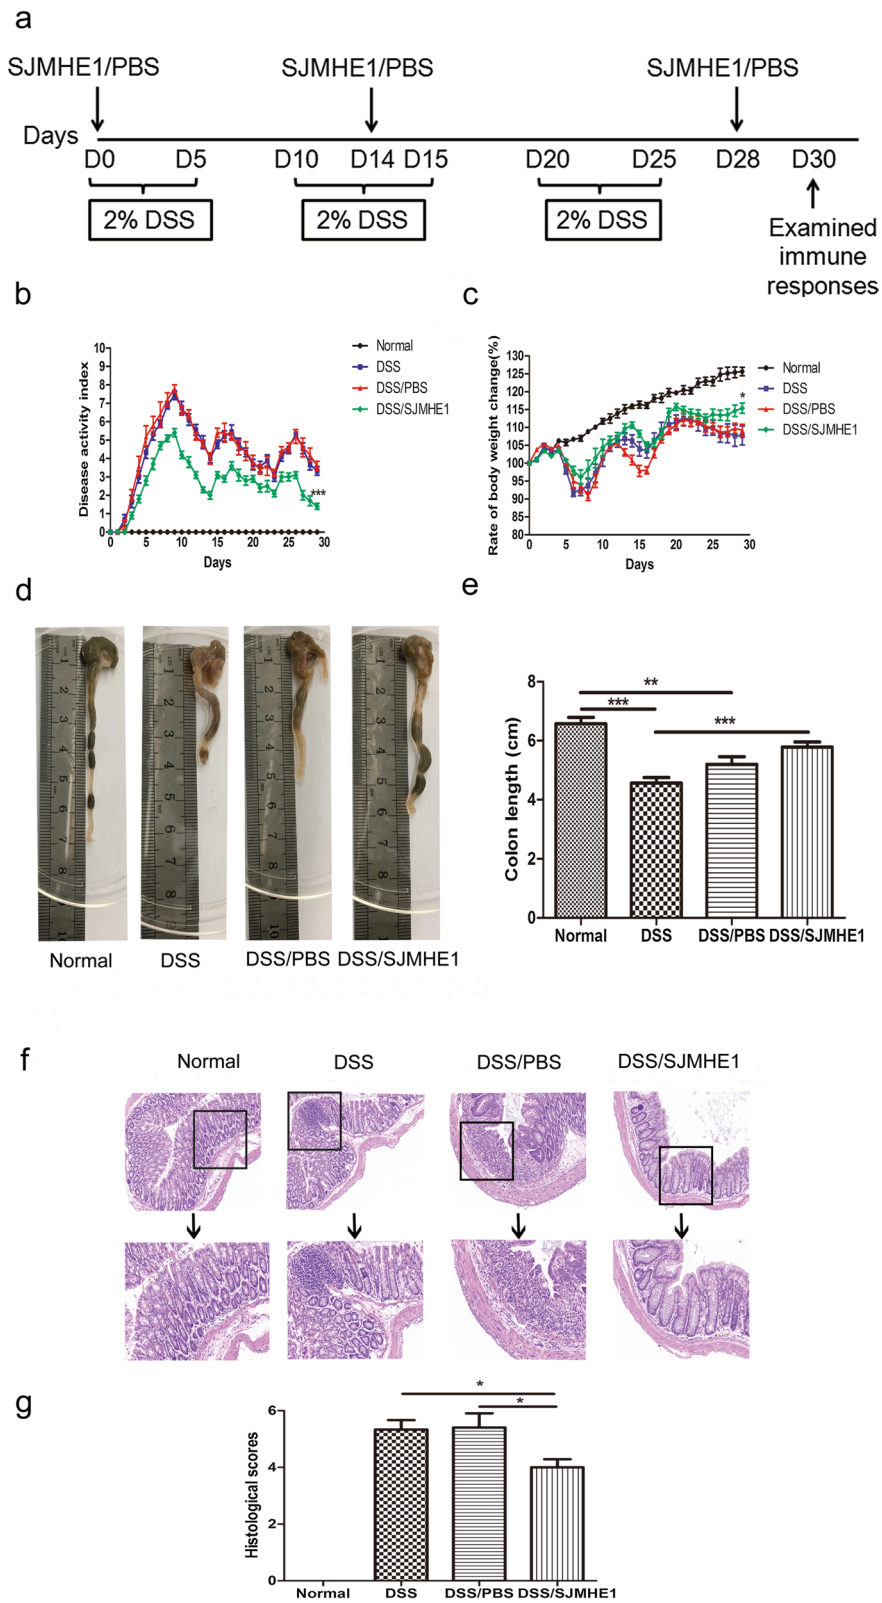 a
SJMHE1/PBS SJMHE1/PBS SJMHE1/PBS
Days
D0 D5 D10 D14 D15 D20 D25 D28 D30
2% DSS 2% DSS 2% DSS
Examined
immune
responses
b
Disease activity index
10
9
8
7
6
5
4
3
2
1
0
0 5 10 15 20 25 30
Days
Normal
DSS
DSS/PBS
DSS/SJMHE1
***
c
Rate of body weight change(%)
130
125
120
115
110
105
100
95
90
85
80
0 5 10 15 20 25 30
Days
Normal
DSS
DSS/PBS
DSS/SJMHE1
*
d
Normal DSS DSS/PBS DSS/SJMHE1
e
Colon length (cm)
8
6
4
2
0
**
***
***
Normal DSS DSS/PBS DSS/SJMHE1
f
Normal DSS DSS/PBS DSS/SJMHE1
g
Histological scores
6
4
2
0
*
*
Normal DSS DSS/PBS DSS/SJMHE1